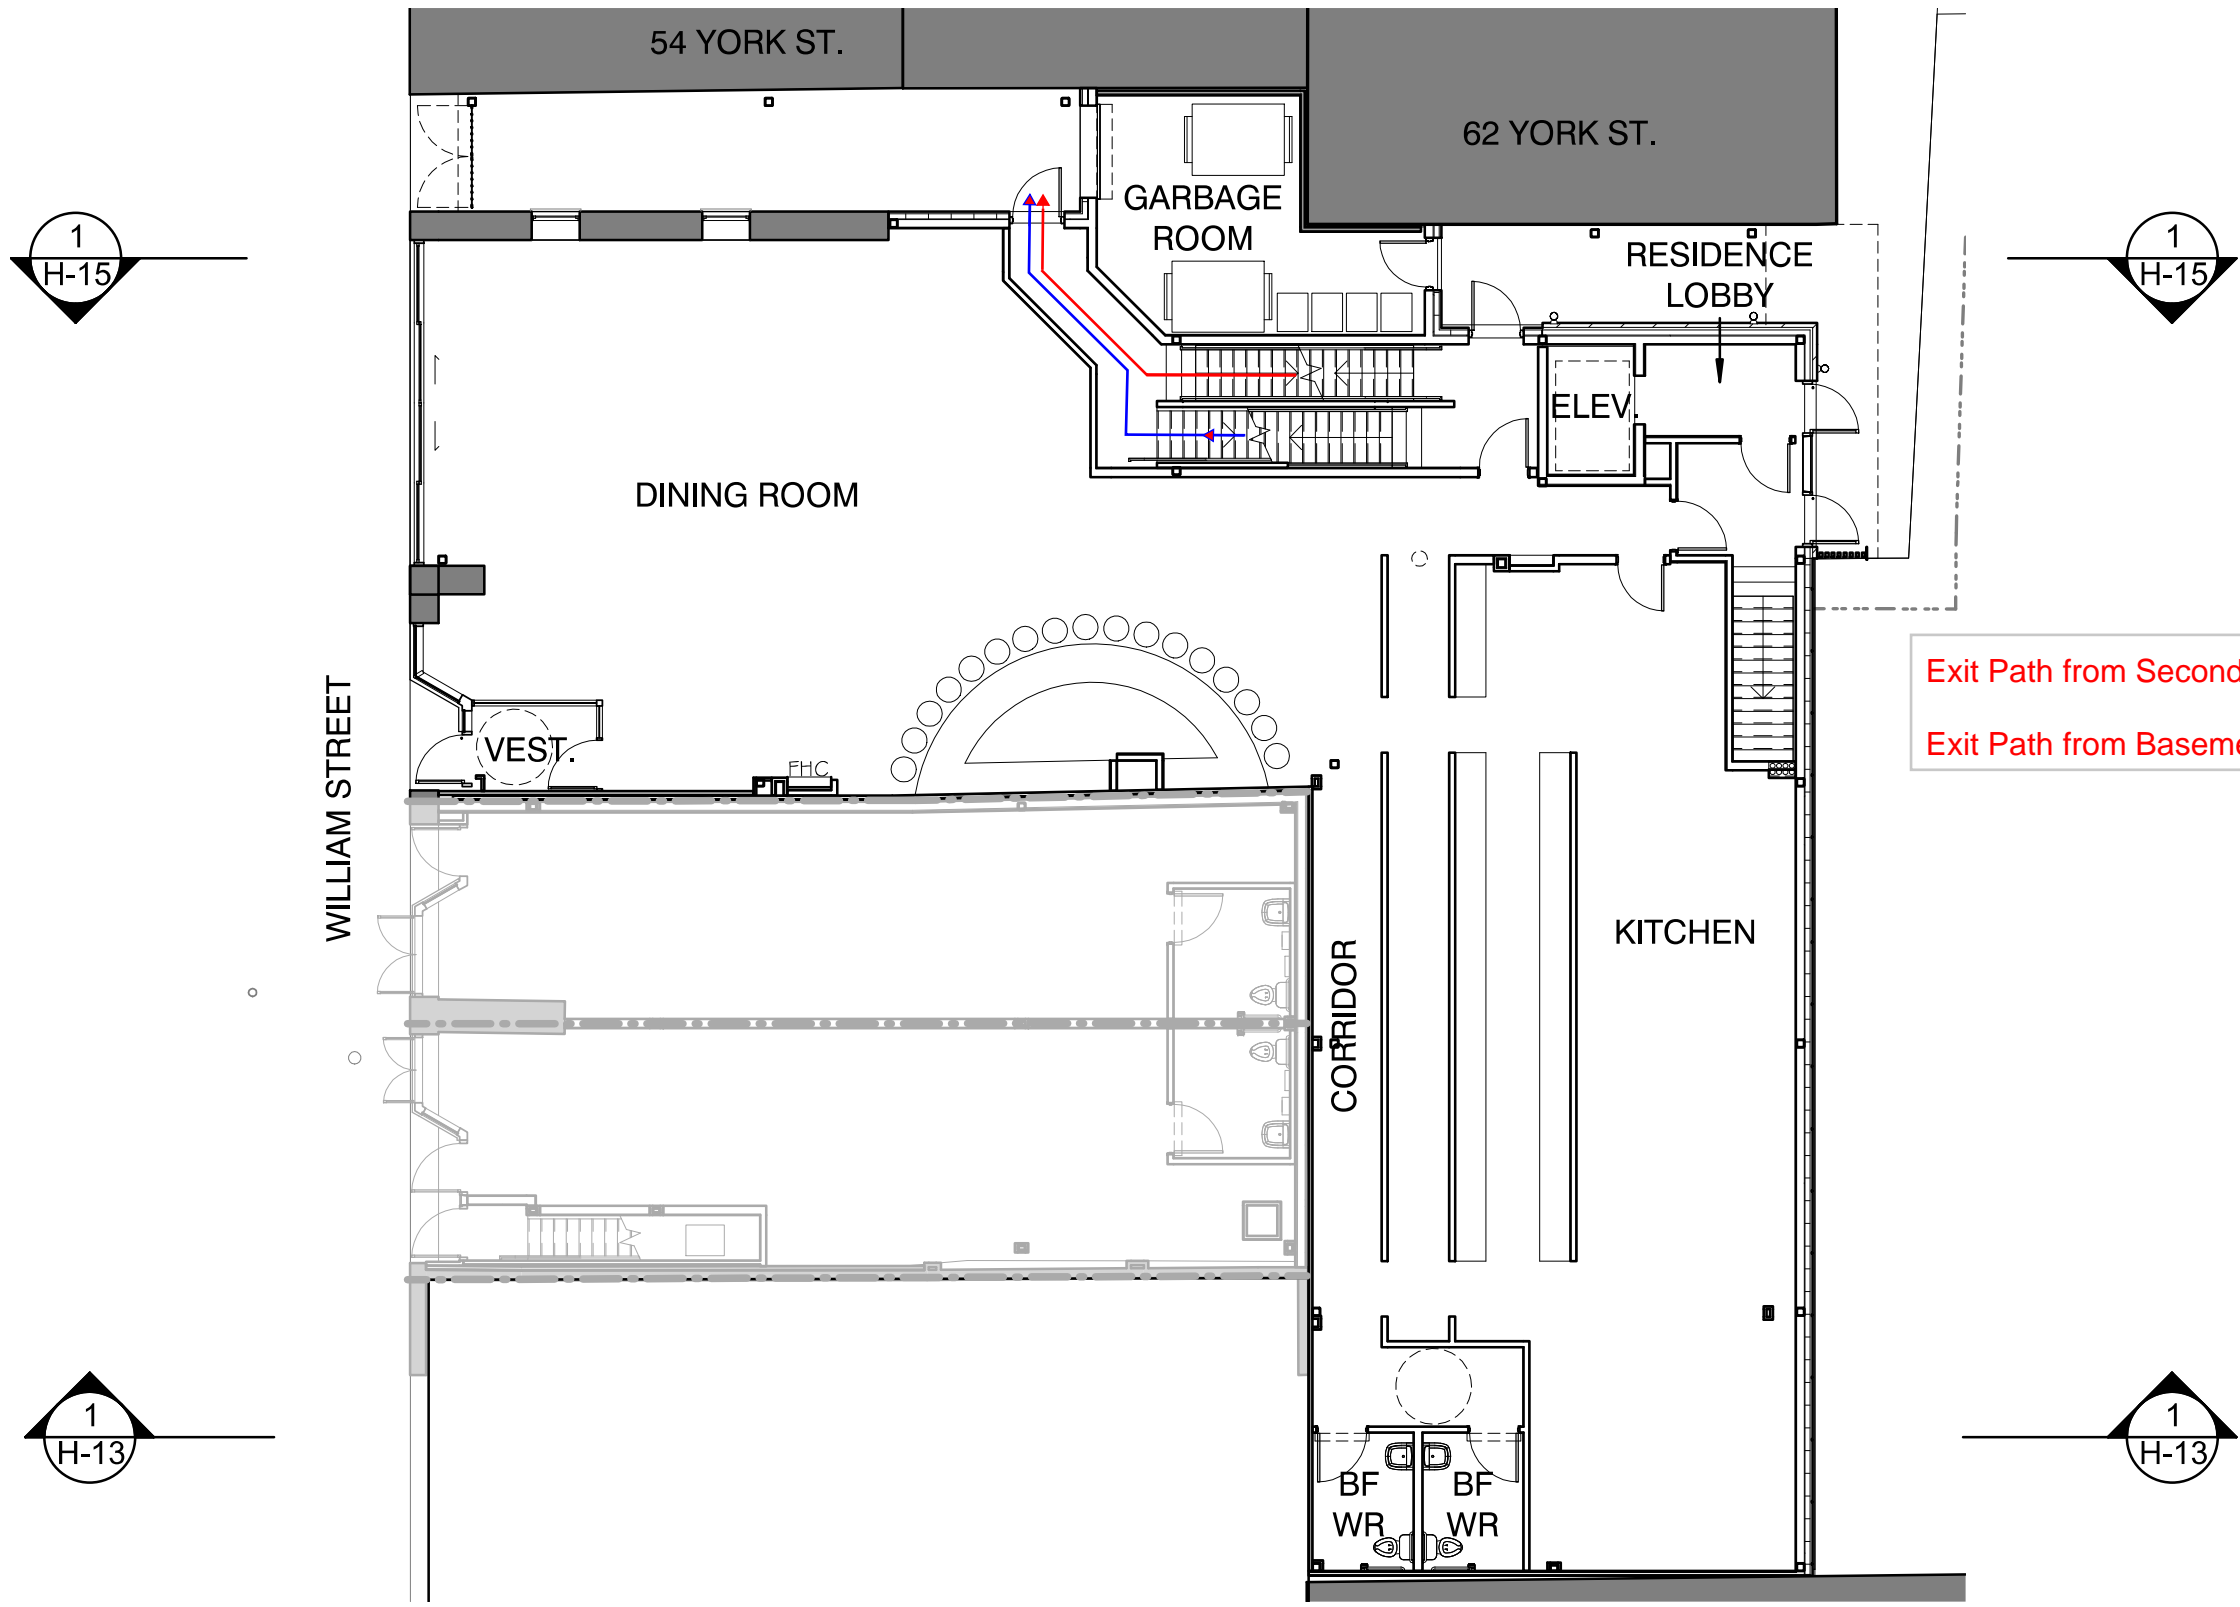 54 YORK ST.
62 YORK ST.
GARBAGE
ROOM
RESIDENCE
LOBBY
1
H-15
1
H-15
ELEV.
DINING ROOM
Exit Path from Second
Exit Path from Baseme
WILLIAM STREET
VEST.
FHC
KITCHEN
CORRIDOR
1
H-13
1
H-13
BF
WR
BF
WR